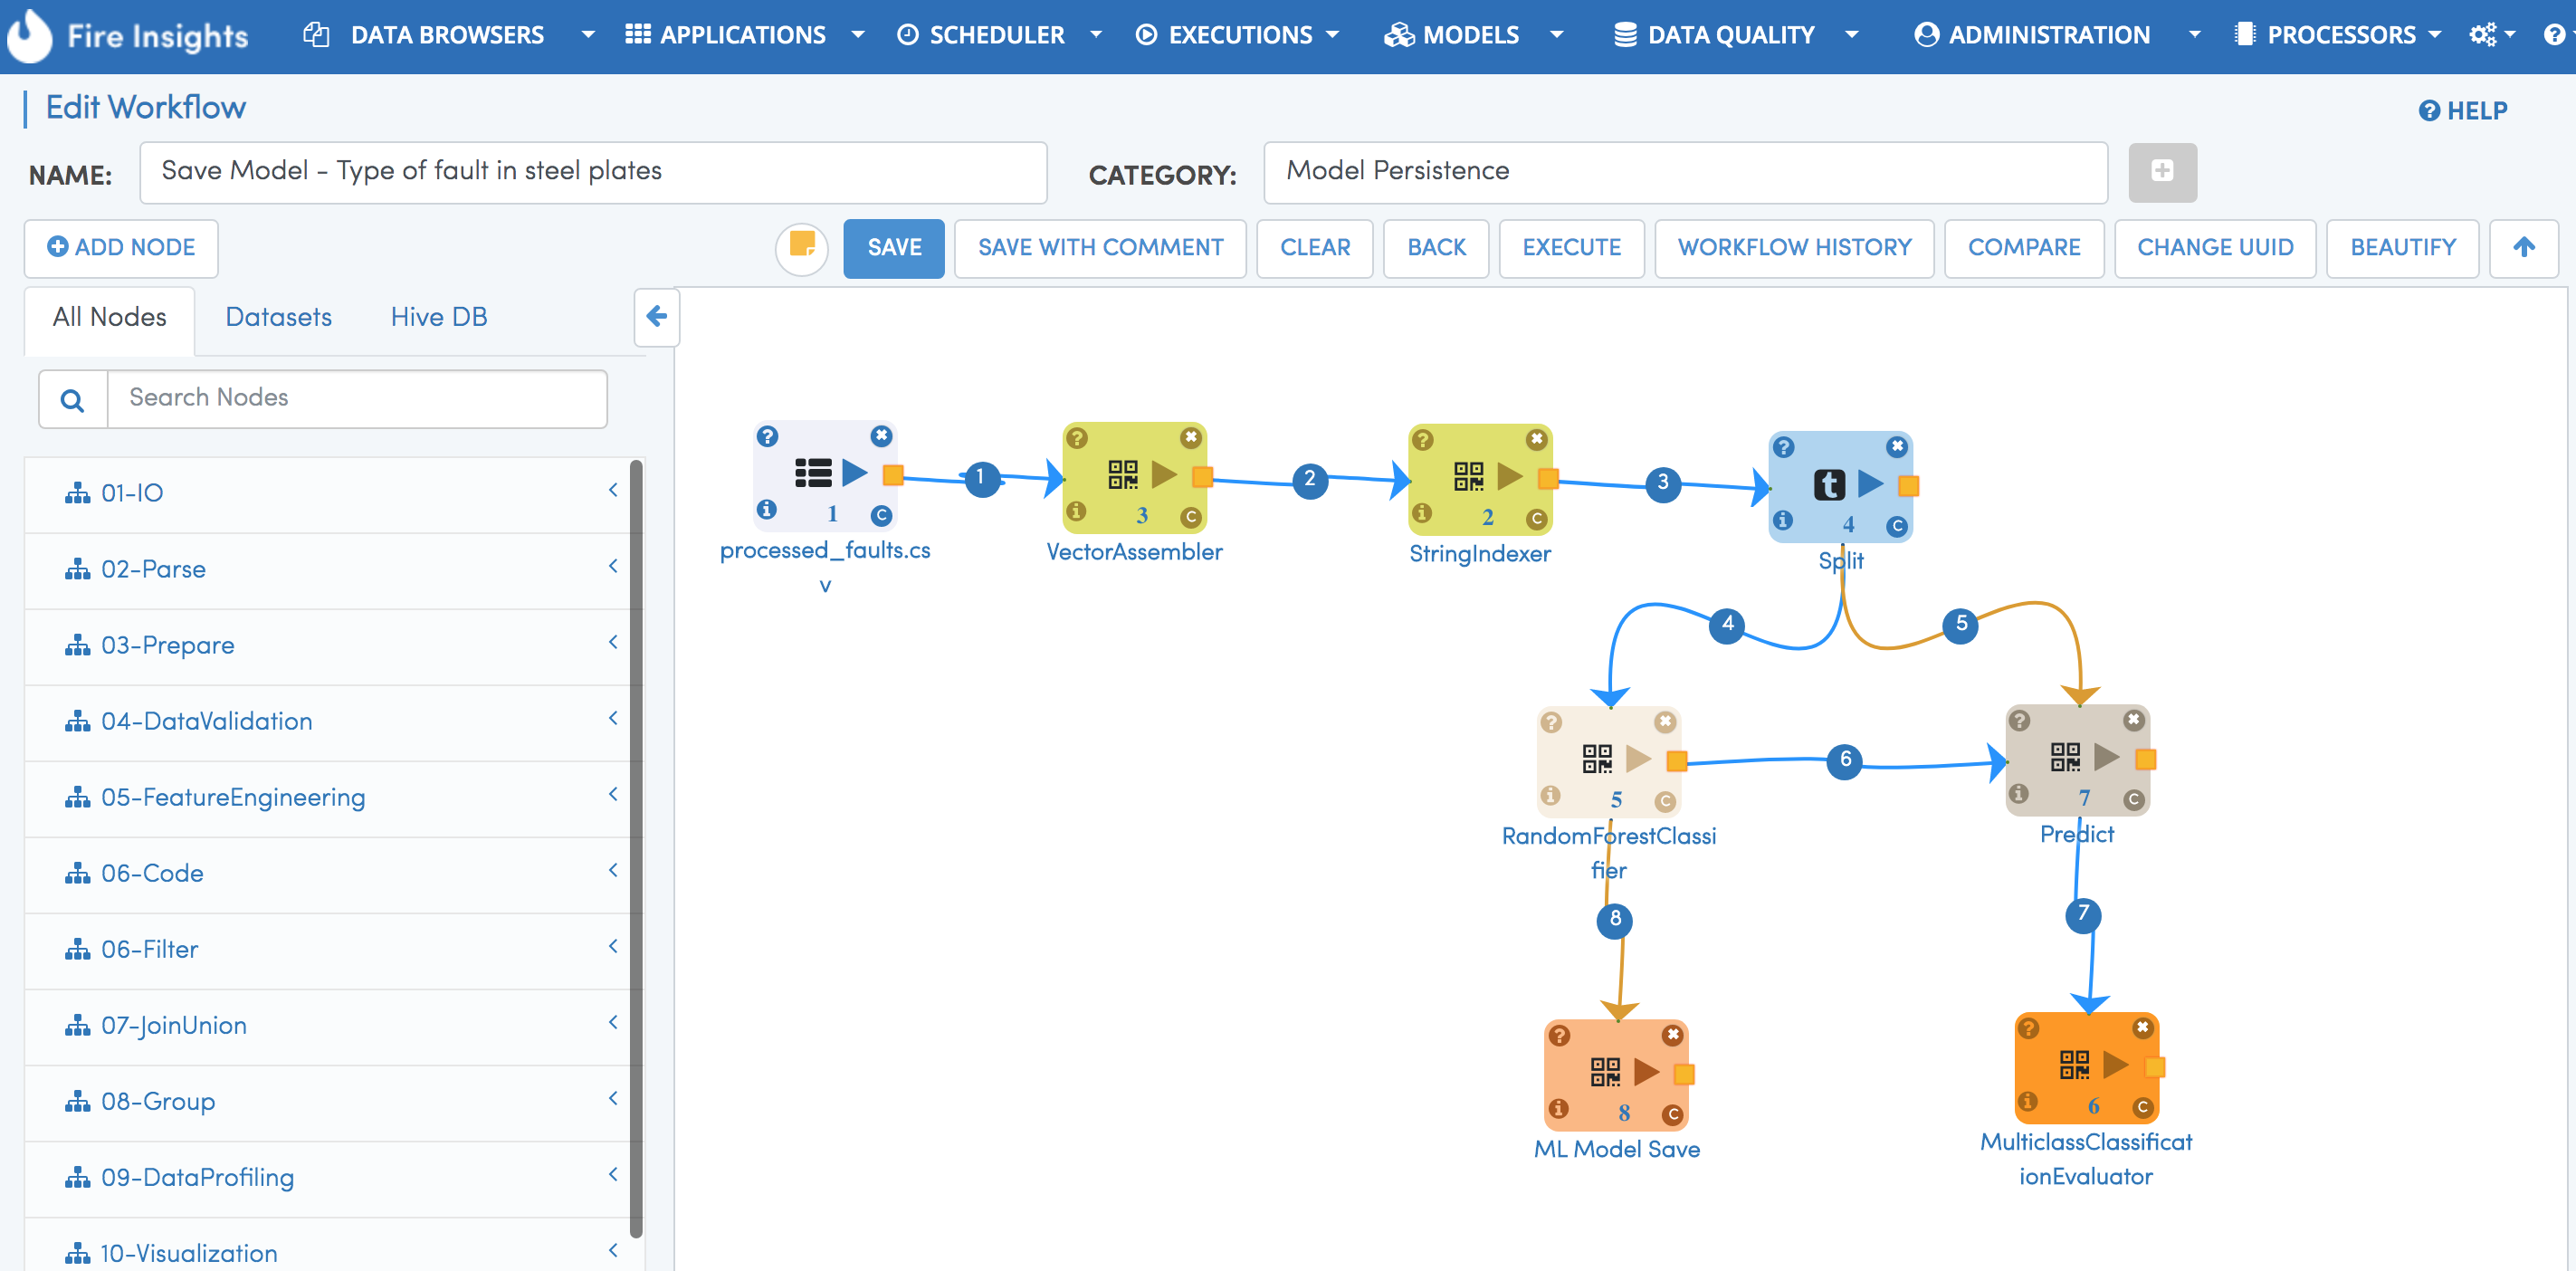 Fire Insights DATA BROWSERS APPLICATIONS SCHEDULER EXECUTIONS MODELS DATA QUALITY ADMINISTRATION PROCESSORS
Edit Workflow
HELP
NAME: Save Model - Type of fault in steel plates CATEGORY: Model Persistence
ADD NODE SAVE SAVE WITH COMMENT CLEAR BACK EXECUTE WORKFLOW HISTORY COMPARE CHANGE UUID BEAUTIFY
All Nodes Datasets Hive DB
Search Nodes
01-IO
02-Parse
03-Prepare
04-DataValidation
05-FeatureEngineering
06-Code
06-Filter
07-JoinUnion
08-Group
09-DataProfiling
10-Visualization
1 2 3
1 3 2 4
processed_faults.cs
v
VectorAssembler
StringIndexer
Split
4 5
6
5 7
RandomForestClassi
fier
Predict
8 7
8 6
ML Model Save
MulticlassClassificat
ionEvaluator